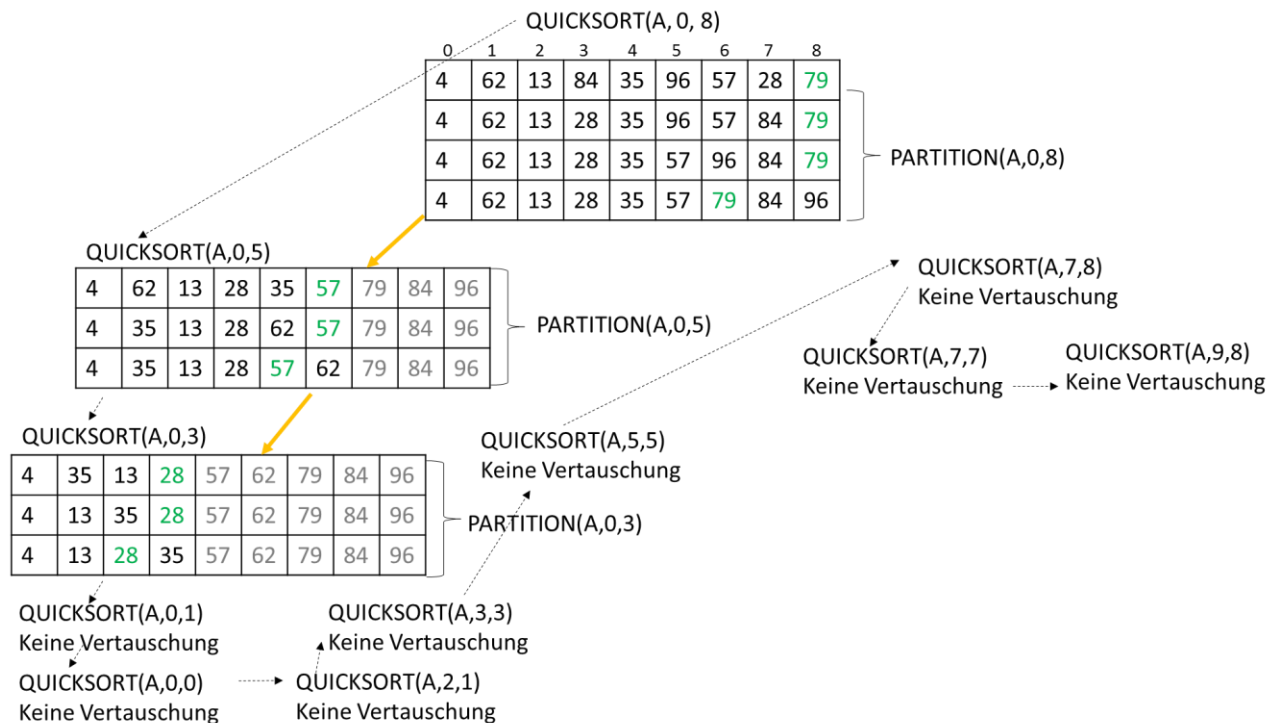 QUICKSORT(A, 0, 8)
0 1 2 3 4 5 6 7 8
4 62 13 84 35 96 57 28 79
4 62 13 28 35 96 57 84 79
4 62 13 28 35 57 96 84 79
4 62 13 28 35 57 79 84 96
PARTITION(A,0,8)
QUICKSORT(A,0,5)
4 62 13 28 35 57 79 84 96
4 35 13 28 62 57 79 84 96
4 35 13 28 57 62 79 84 96
PARTITION(A,0,5)
QUICKSORT(A,7,8)
Keine Vertauschung
QUICKSORT(A,7,7)
Keine Vertauschung
QUICKSORT(A,9,8)
Keine Vertauschung
QUICKSORT(A,0,3)
4 35 13 28 57 62 79 84 96
4 13 35 28 57 62 79 84 96
4 13 28 35 57 62 79 84 96
PARTITION(A,0,3)
QUICKSORT(A,5,5)
Keine Vertauschung
QUICKSORT(A,0,1)
Keine Vertauschung
QUICKSORT(A,3,3)
Keine Vertauschung
QUICKSORT(A,0,0)
Keine Vertauschung
QUICKSORT(A,2,1)
Keine Vertauschung